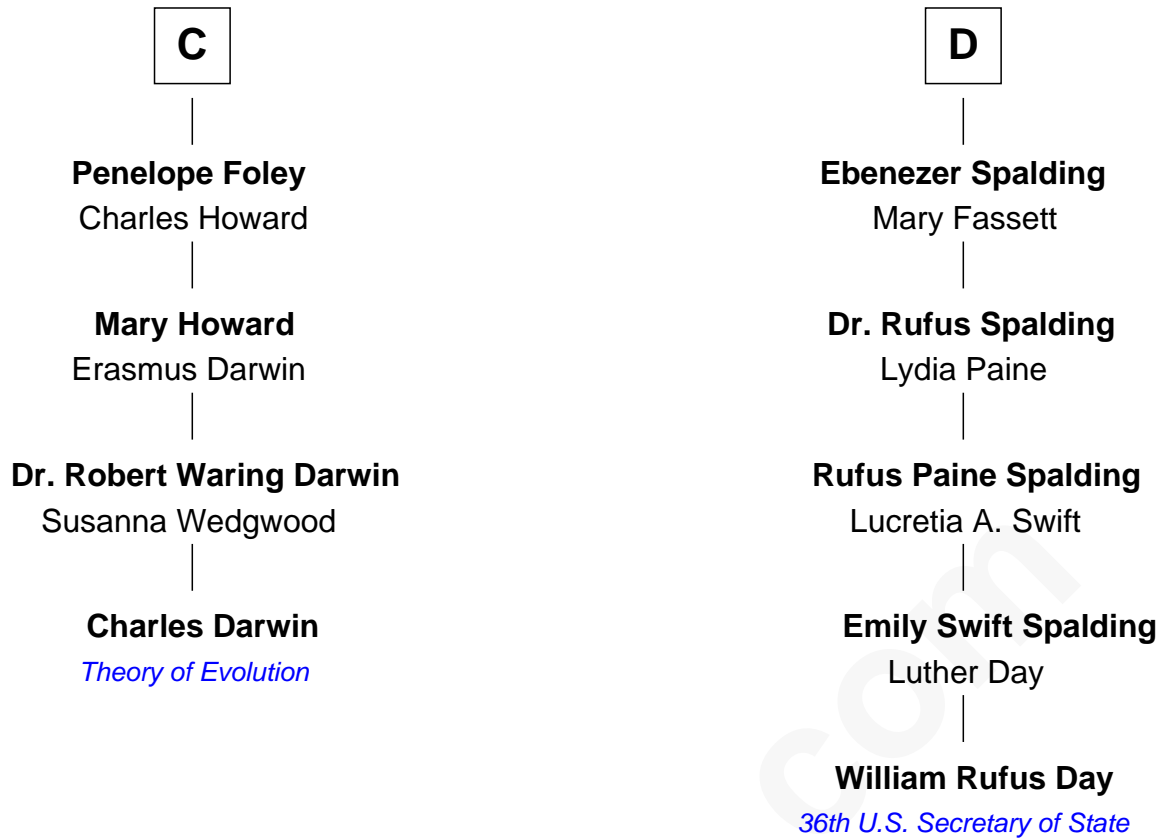 C
Penelope Foley
Charles Howard
Mary Howard
Erasmus Darwin
Dr. Robert Waring Darwin
Susanna Wedgwood
Charles Darwin
Theory of Evolution
D
Ebenezer Spalding
Mary Fassett
Dr. Rufus Spalding
Lydia Paine
Rufus Paine Spalding
Lucretia A. Swift
Emily Swift Spalding
Luther Day
William Rufus Day
36th U.S. Secretary of State
com